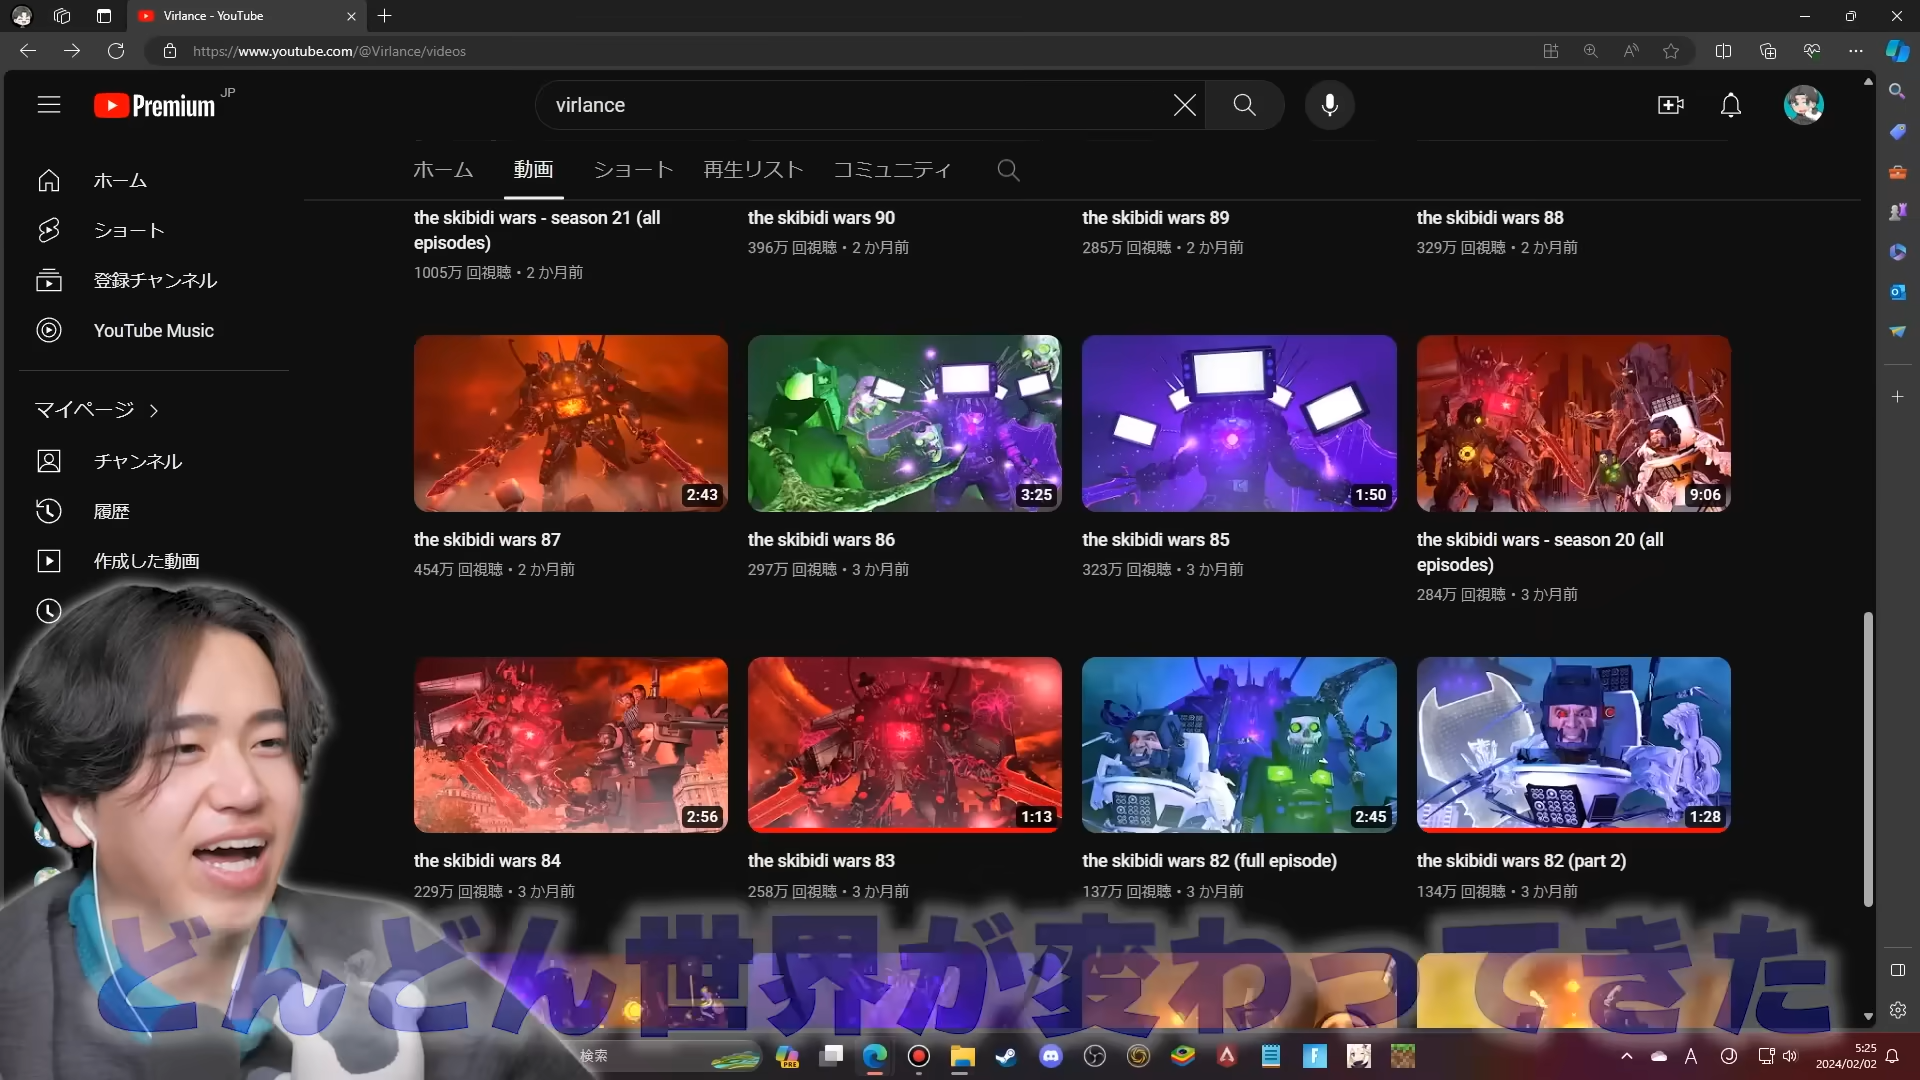 Virlance - YouTube
https://www.youtube.com/@Virlance/videos
Premium JP
virlance
ホーム
動画
ショート
再生リスト
コミュニティ
ホーム
ショート
登録チャンネル
YouTube Music
マイページ
チャンネル
履歴
作成した動画
the skibidi wars - season 21 (all
episodes)
1005万 回視聴・2 か月前
the skibidi wars 90
396万 回視聴・2 か月前
the skibidi wars 89
285万 回視聴・2 か月前
the skibidi wars 88
329万 回視聴・2 か月前
2:43
the skibidi wars 87
454万 回視聴・2 か月前
3:25
the skibidi wars 86
297万 回視聴・3 か月前
1:50
the skibidi wars 85
323万 回視聴・3 か月前
9:06
the skibidi wars - season 20 (all
episodes)
284万 回視聴・3 か月前
2:56
the skibidi wars 84
229万 回視聴・3 か月前
1:13
the skibidi wars 83
258万 回視聴・3 か月前
2:45
the skibidi wars 82 (full episode)
137万 回視聴・3 か月前
1:28
the skibidi wars 82 (part 2)
134万 回視聴・3 か月前
どんどん世界が変わってきた
検索
PRE
A
5:25
2024/02/02